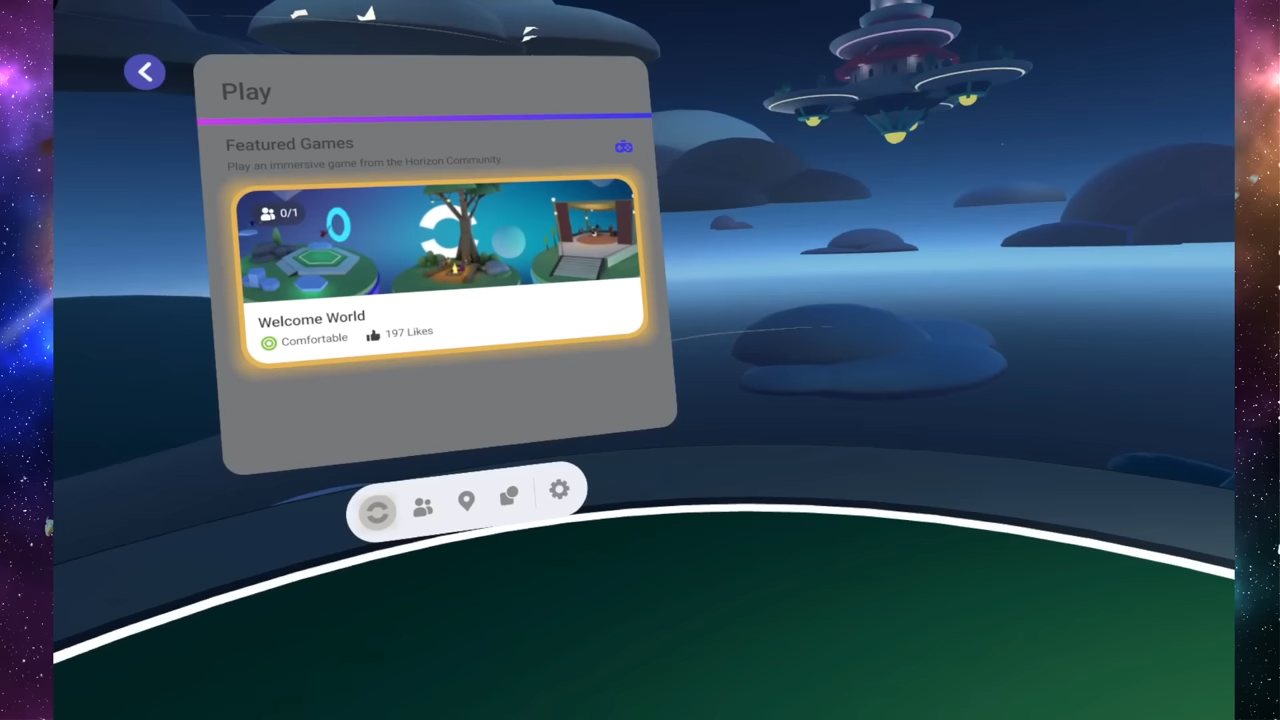 Play
Featured Games
Play an immersive game from the Horizon Community.
0/1
Welcome World
Comfortable
197 Likes